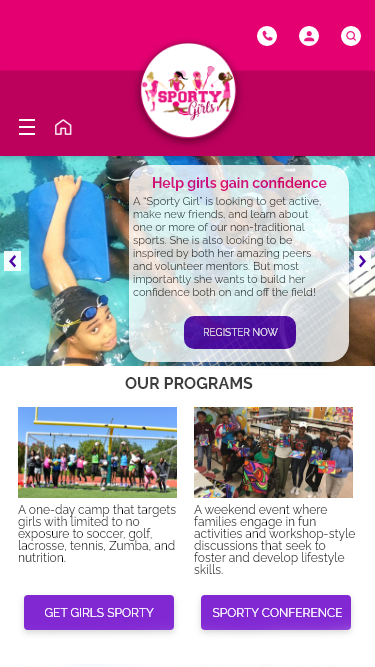 SPORTY
Girls
Help girls gain confidence
A “Sporty Girl” is looking to get active,
make new friends, and learn about
one or more of our non-traditional
sports. She is also looking to be
inspired by both her amazing peers
and volunteer mentors. But most
importantly she wants to build her
confidence both on and off the field!
REGISTER NOW
OUR PROGRAMS
A one-day camp that targets
girls with limited to no
exposure to soccer, golf,
lacrosse, tennis, Zumba, and
nutrition.
GET GIRLS SPORTY
A weekend event where
families engage in fun
activities and workshop-style
discussions that seek to
foster and develop lifestyle
skills.
SPORTY CONFERENCE